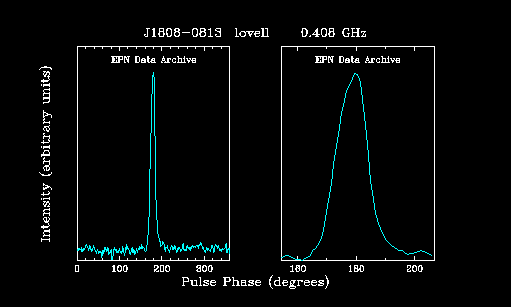 J1808-0813 lovell 0.408 GHz
EPN Data Archive EPN Data Archive
Intensity (arbitrary units)
0 100 200 300 160 180 200
Pulse Phase (degrees)